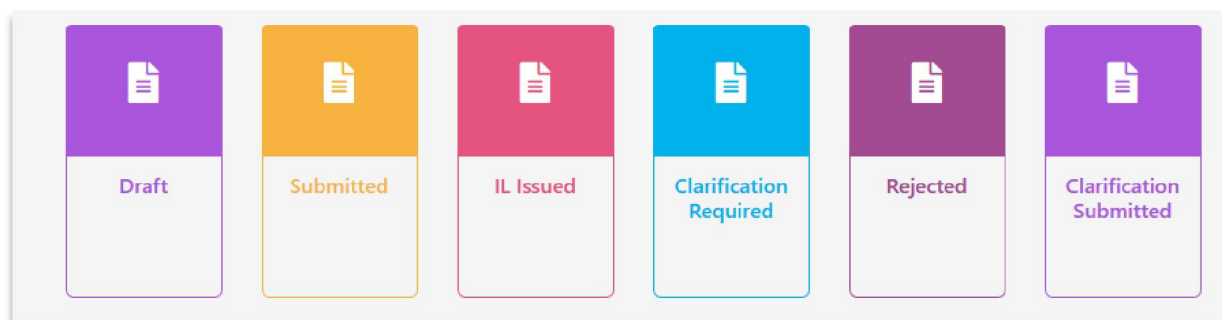 Draft
Submitted
IL Issued
Clarification
Required
Rejected
Clarification
Submitted